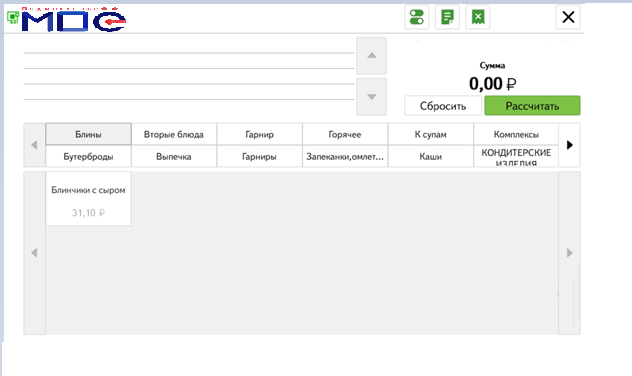 МОС
Сумма
0,00 ₽
Сбросить
Рассчитать
Блины
Вторые блюда
Гарнир
Горячее
К супам
Комплексы
Бутерброды
Выпечка
Гарниры
Запеканки,омлет...
Каши
КОНДИТЕРСКИЕ
ИЗДЕЛИЯ
Блинчики с сыром
31,10 ₽